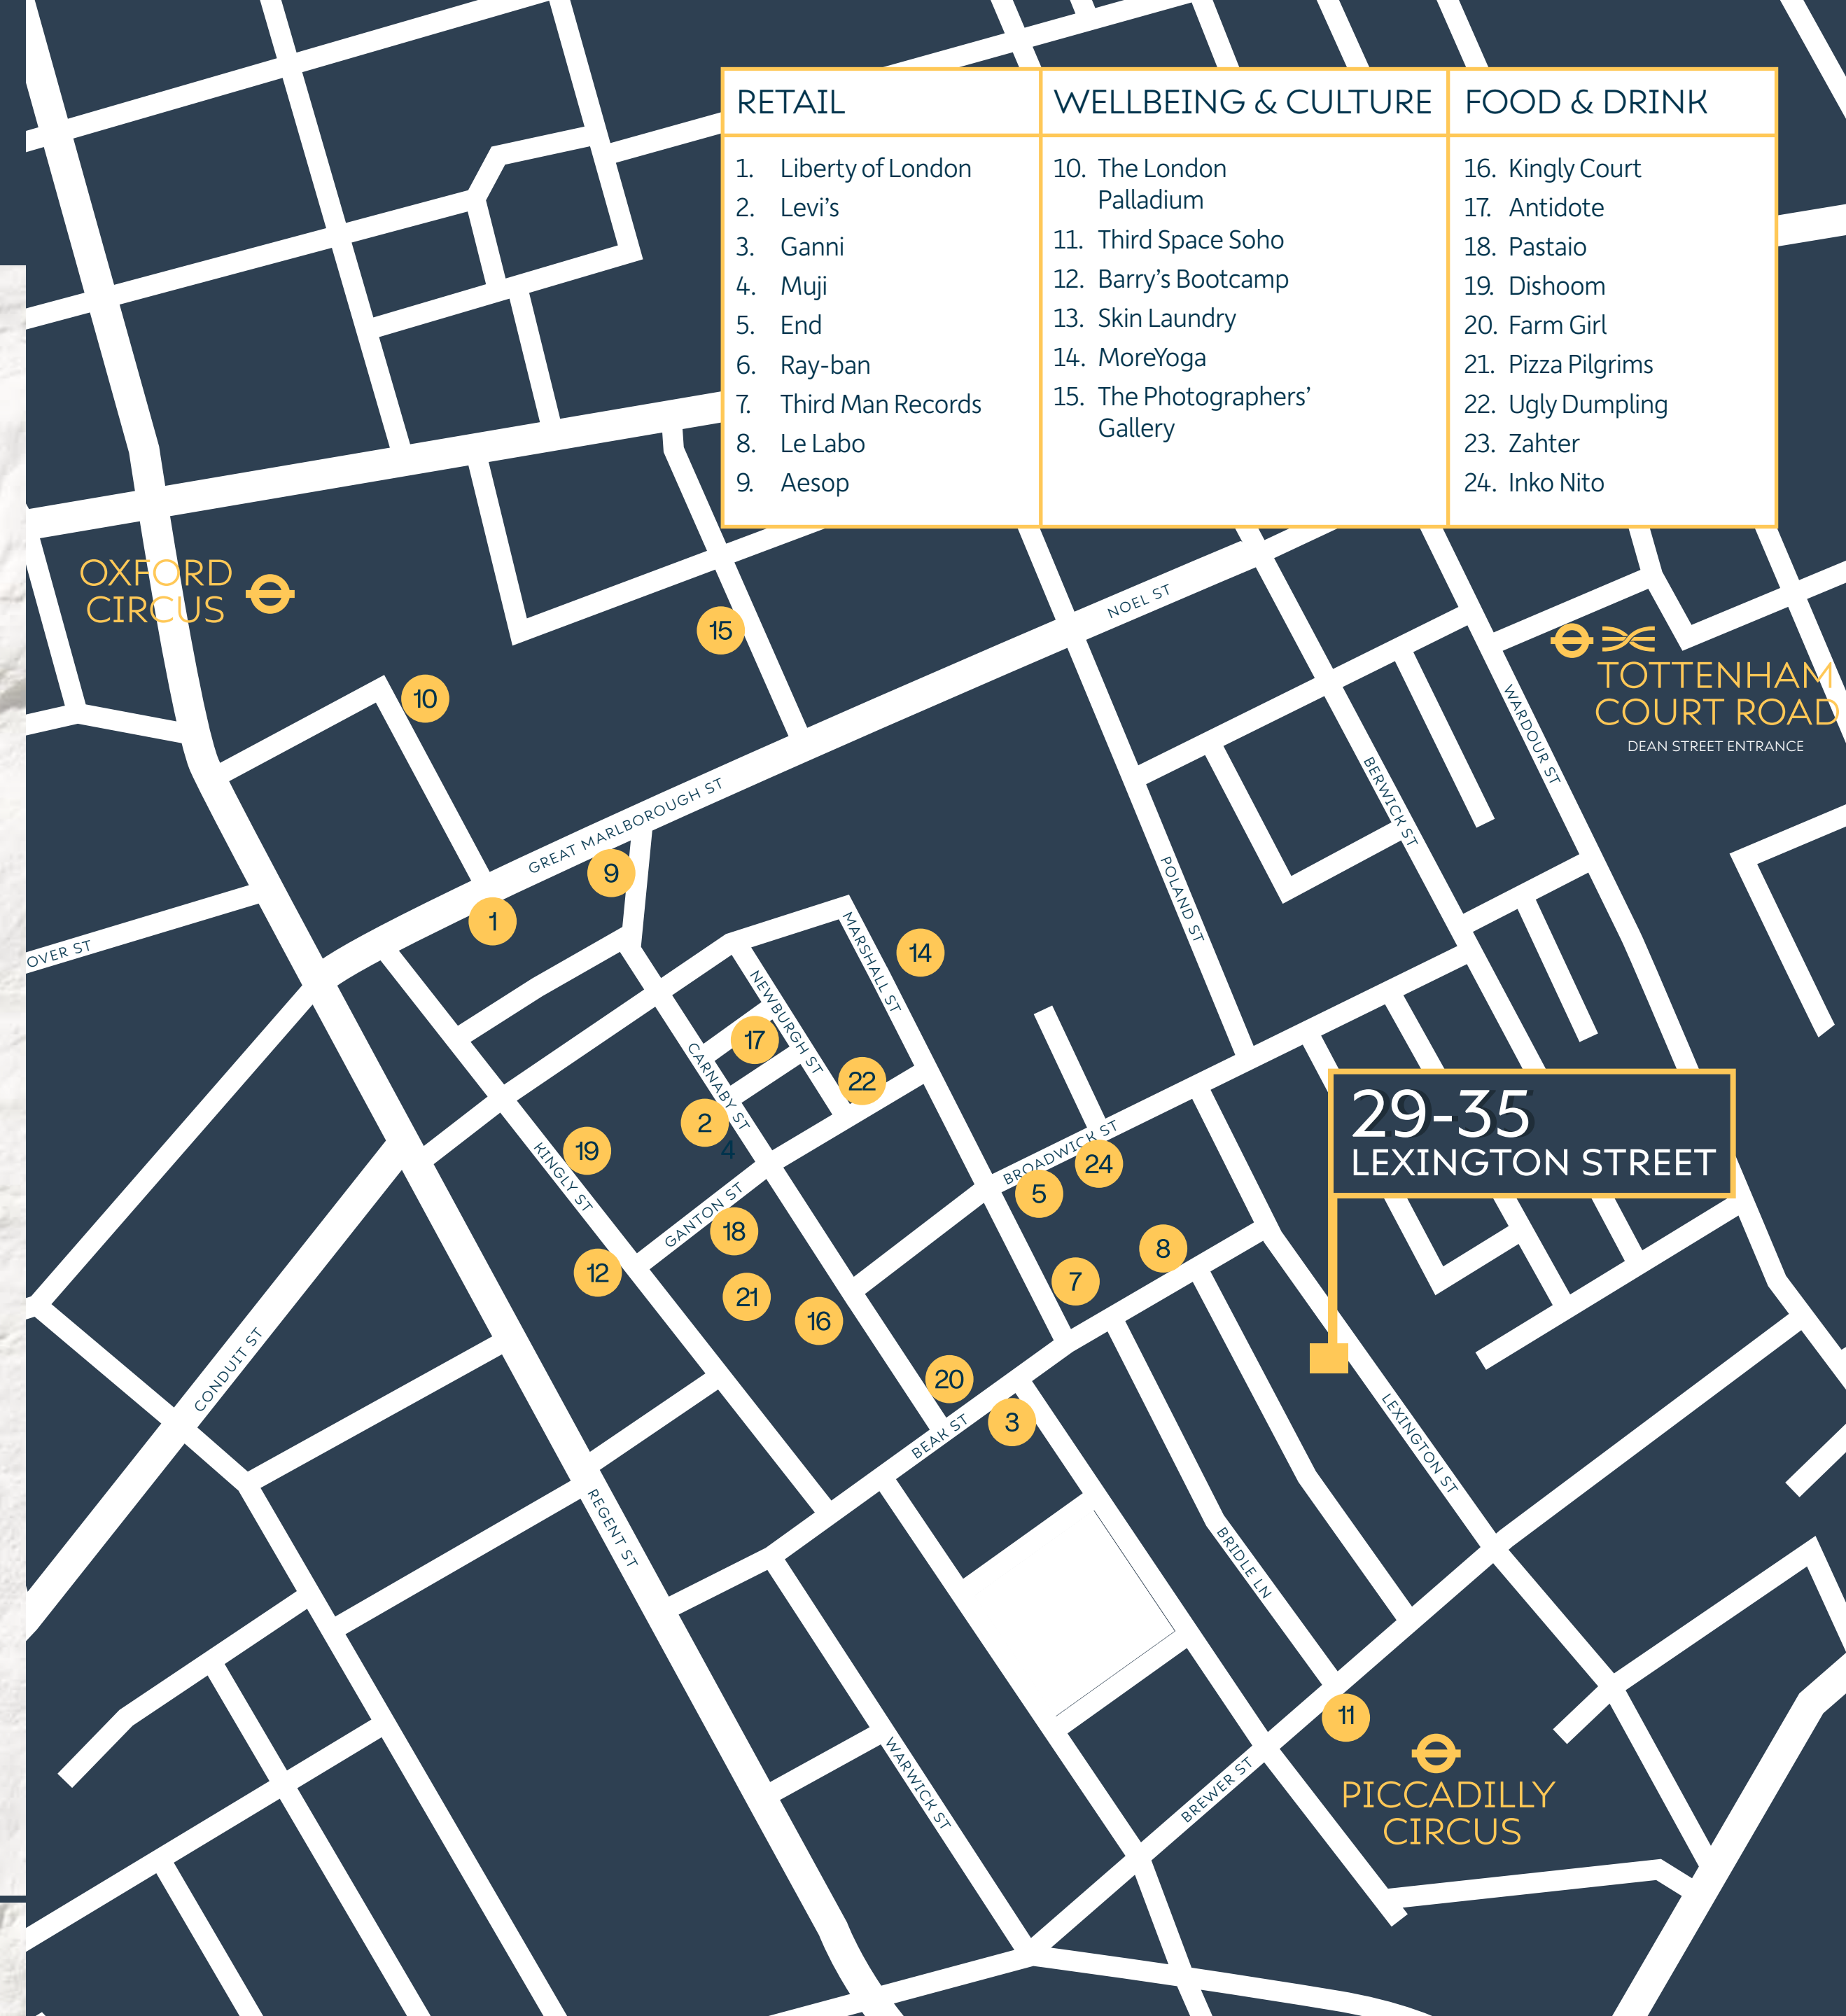 RETAIL
1. Liberty of London
2. Levi's
3. Ganni
4. Muji
5. End
6. Ray-ban
7. Third Man Records
8. Le Labo
9. Aesop
WELLBEING & CULTURE
10. The London
Palladium
11. Third Space Soho
12. Barry's Bootcamp
13. Skin Laundry
14. MoreYoga
15. The Photographers'
Gallery
FOOD & DRINK
16. Kingly Court
17. Antidote
18. Pastaio
19. Dishoom
20. Farm Girl
21. Pizza Pilgrims
22. Ugly Dumpling
23. Zahter
24. Inko Nito
OXFORD
CIRCUS
NOEL ST
15
10
TOTTENHAM
COURT ROAD
DEAN STREET ENTRANCE
WARDOUR ST
BERWICK ST
GREAT MARLBOROUGH ST
9
1
POLAND ST
OVER ST
MARSHALL ST
14
NEWBURGH ST
17
CARNABY ST
22
2
4
19
KINGLY ST
BROADWICK ST
24
5
29-35
LEXINGTON STREET
GANTON ST
18
12
8
7
21
16
CONDUIT ST
20
3
BEAK ST
LEXINGTON ST
REGENT ST
BRIDLE LN
11
WARWICK ST
BREWER ST
PICCADILLY
CIRCUS